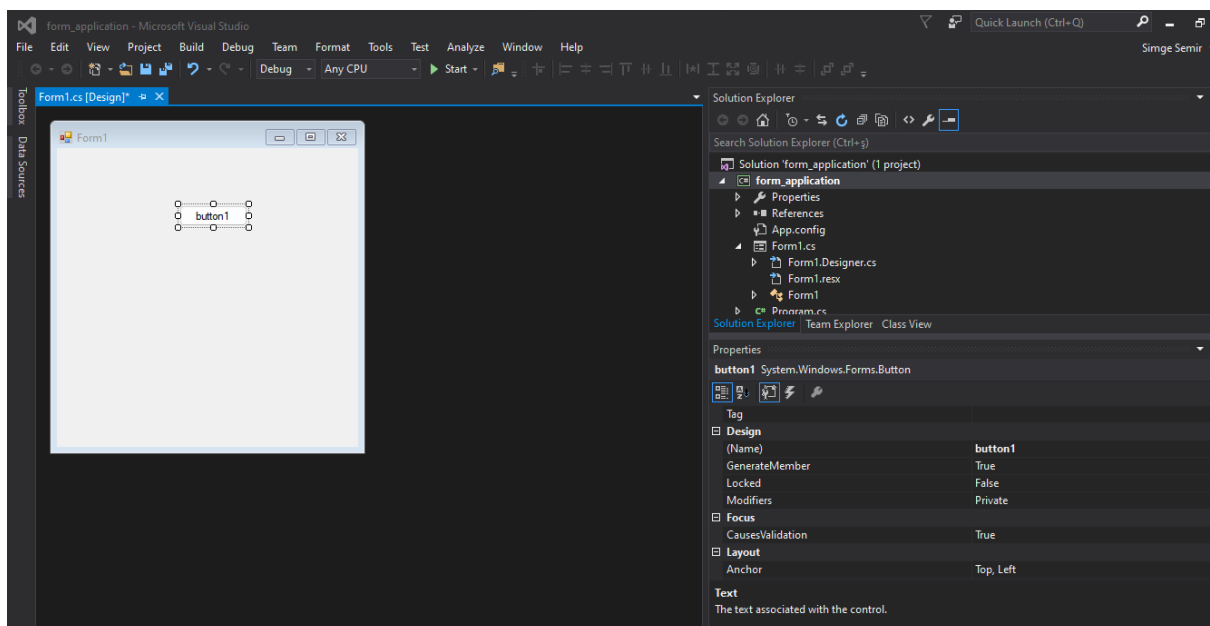 form_application - Microsoft Visual Studio
Quick Launch (Ctrl+Q)
File Edit View Project Build Debug Team Format Tools Test Analyze Window Help
Simge Semir
Debug Any CPU Start
Toolbox
Data Sources
Form1.cs [Design]*
Form1
button1
Solution Explorer
Search Solution Explorer (Ctrl+ş)
Solution 'form_application' (1 project)
form_application
Properties
References
App.config
Form1.cs
Form1.Designer.cs
Form1.resx
Form1
Program.cs
Solution Explorer Team Explorer Class View
Properties
button1 System.Windows.Forms.Button
Tag
Design
(Name) button1
GenerateMember True
Locked False
Modifiers Private
Focus
CausesValidation True
Layout
Anchor Top, Left
Text
The text associated with the control.